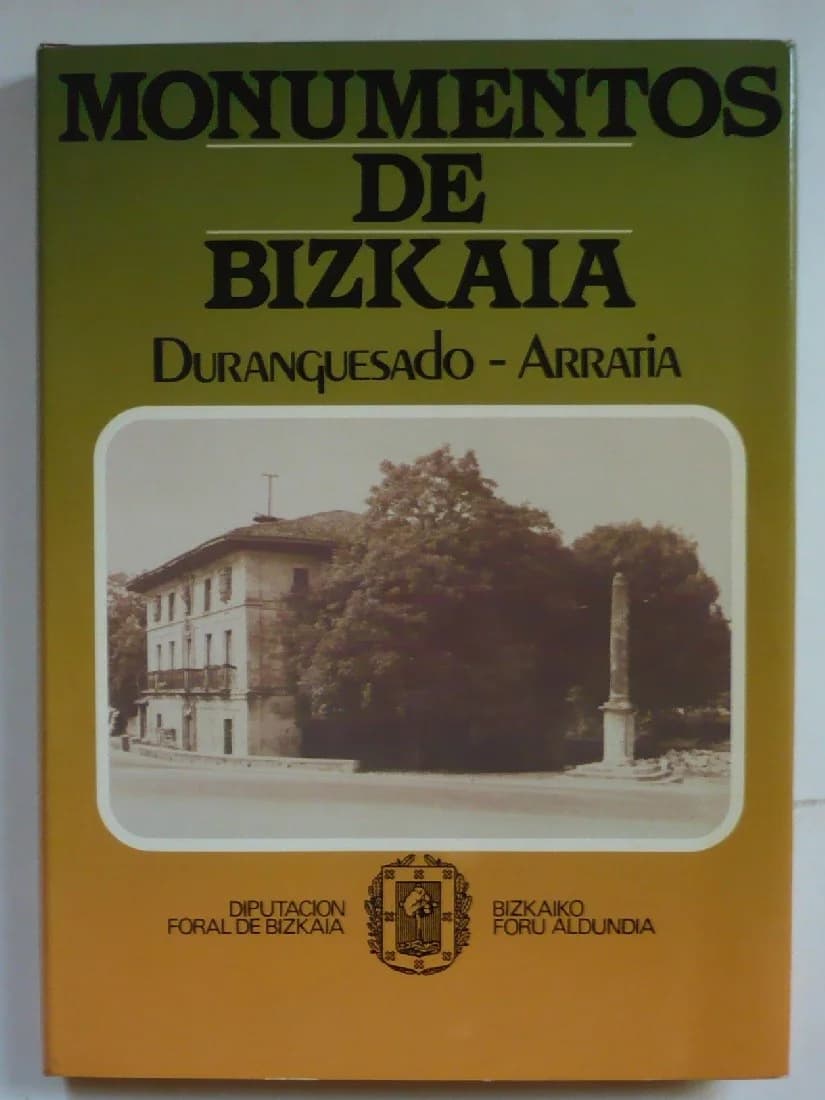 MONUMENTOS
DE
BIZKAIA
DURANGUESADO - ARRATIA
DIPUTACION
FORAL DE BIZKAIA
BIZKAIKO
FORU ALDUNDIA